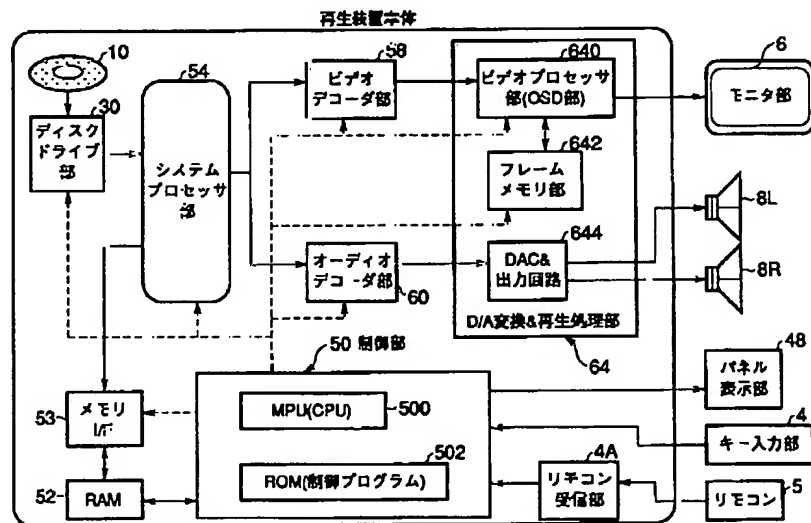 再生装置本体
10
54
58
640
6
ビデオ
デコーダ部
ビデオプロセッサ
部(OSD部)
モニタ部
30
ディスク
ドライブ
部
システム
プロセッサ
部
642
フレーム
メモリ部
8L
644
オーディオ
デコーダ部
60
DAC&
出力回路
8R
D/A変換&再生処理部
64
50 制御部
48
パネル
表示部
53
メモリ
I/F
MPU(CPU)
500
4
キー入力部
502
4A
ROM(制御プログラム)
リモコン
受信部
5
リモコン
52
RAM